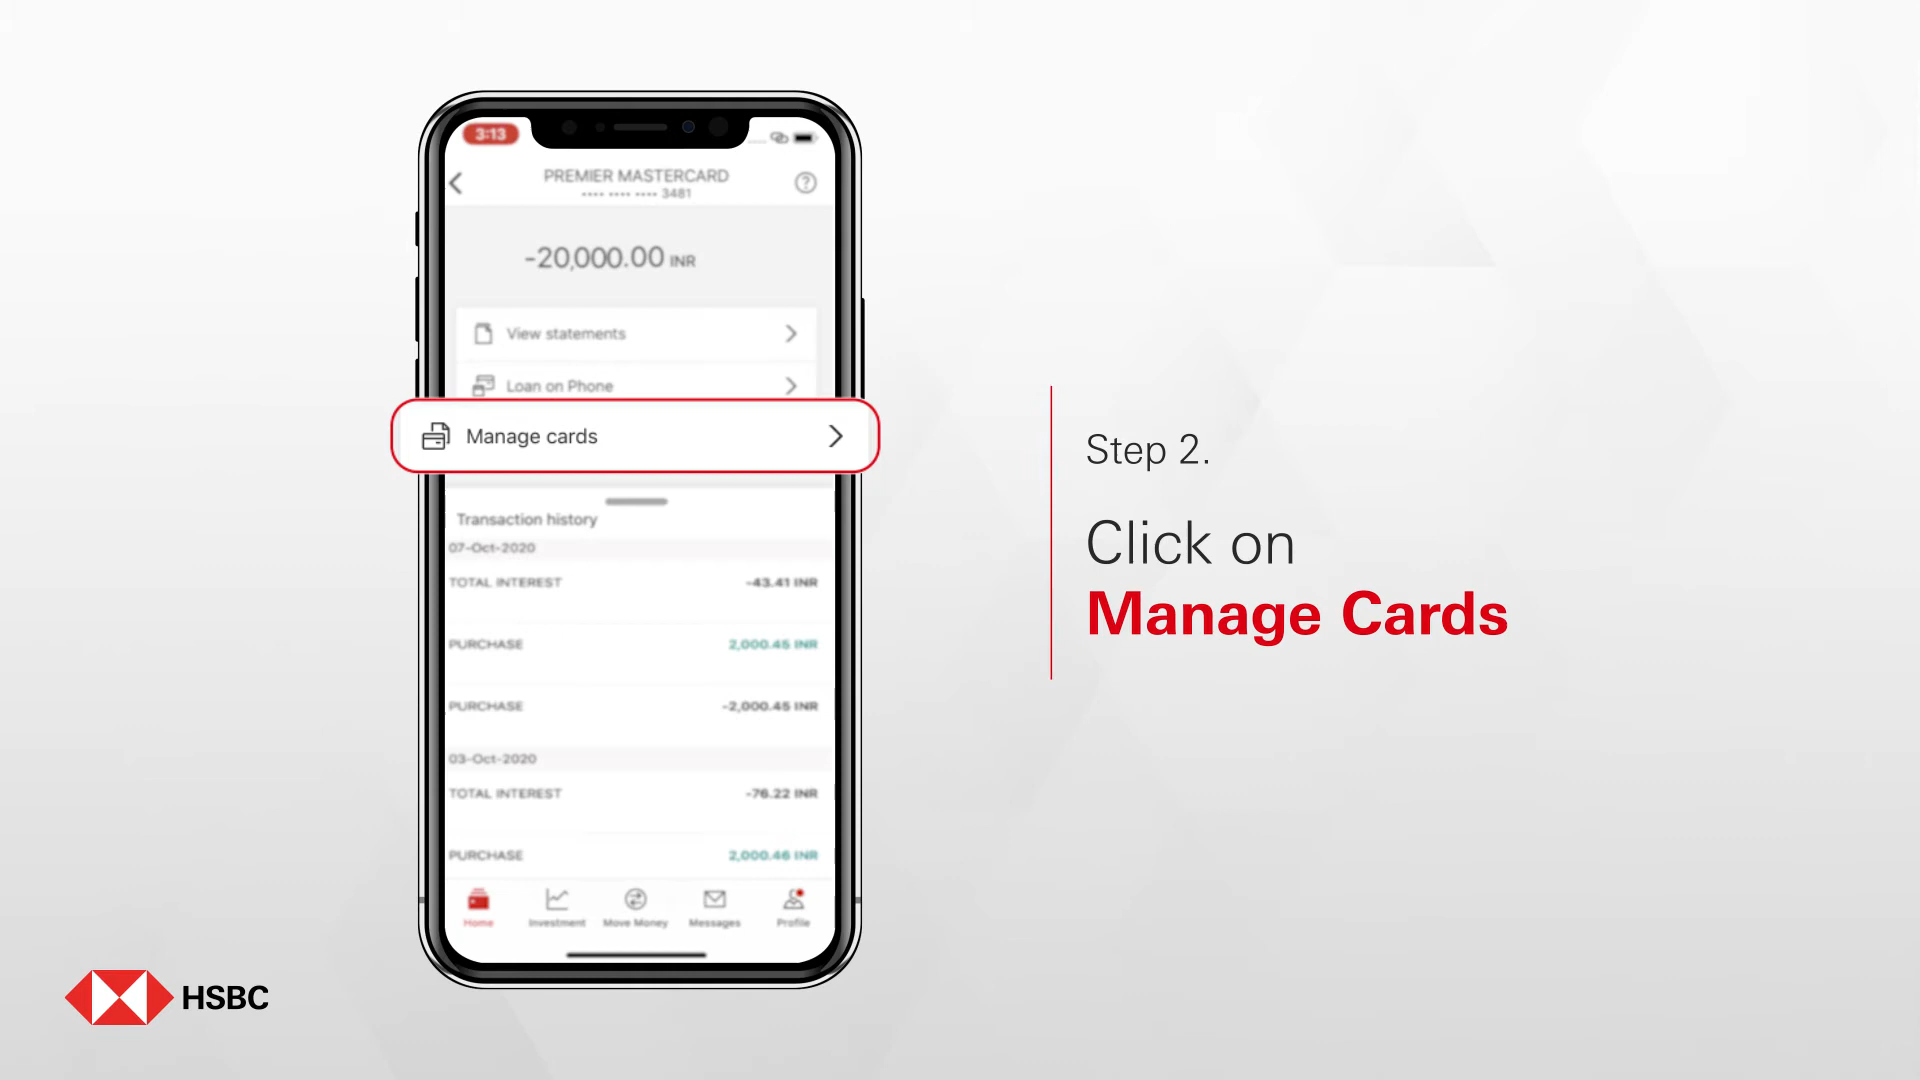 3:13
PREMIER MASTERCARD
•••• •••• •••• 3481
-20,000.00 INR
View statements
Loan on Phone
Manage cards
Transaction history
07-Oct-2020
TOTAL INTEREST -43.41 INR
PURCHASE 2,000.45 INR
PURCHASE -2,000.45 INR
03-Oct-2020
TOTAL INTEREST -76.22 INR
PURCHASE 2,000.46 INR
Home Investment Move Money Messages Profile
Step 2.
Click on
Manage Cards
HSBC